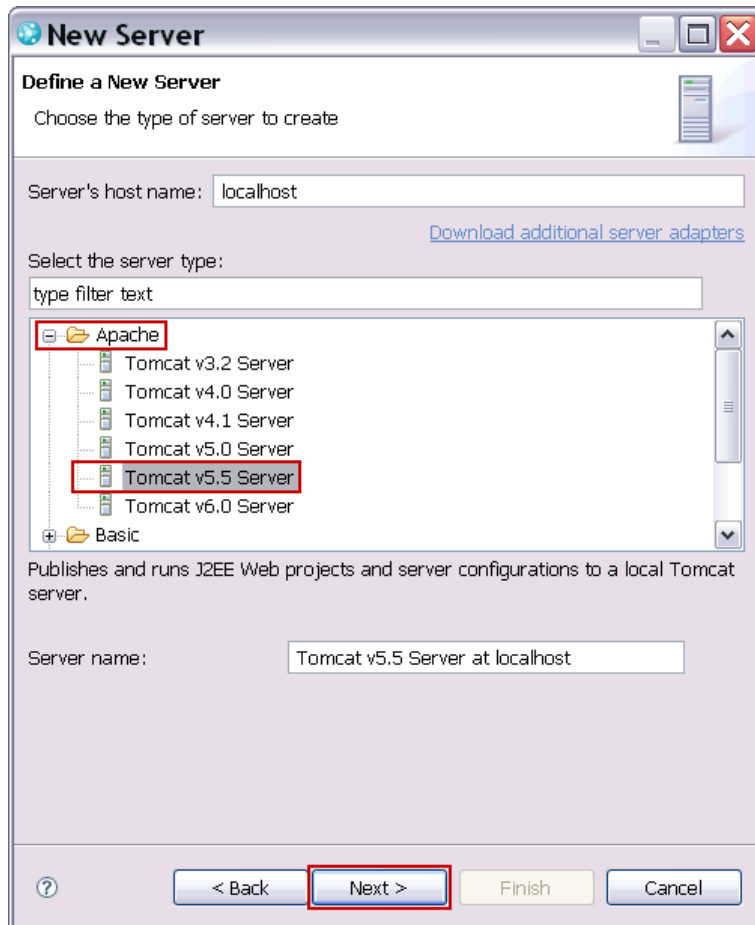 New Server
Define a New Server
Choose the type of server to create
Server's host name: localhost
Download additional server adapters
Select the server type:
type filter text
Apache
Tomcat v3.2 Server
Tomcat v4.0 Server
Tomcat v4.1 Server
Tomcat v5.0 Server
Tomcat v5.5 Server
Tomcat v6.0 Server
Basic
Publishes and runs J2EE Web projects and server configurations to a local Tomcat
server.
Server name: Tomcat v5.5 Server at localhost
? < Back Next > Finish Cancel